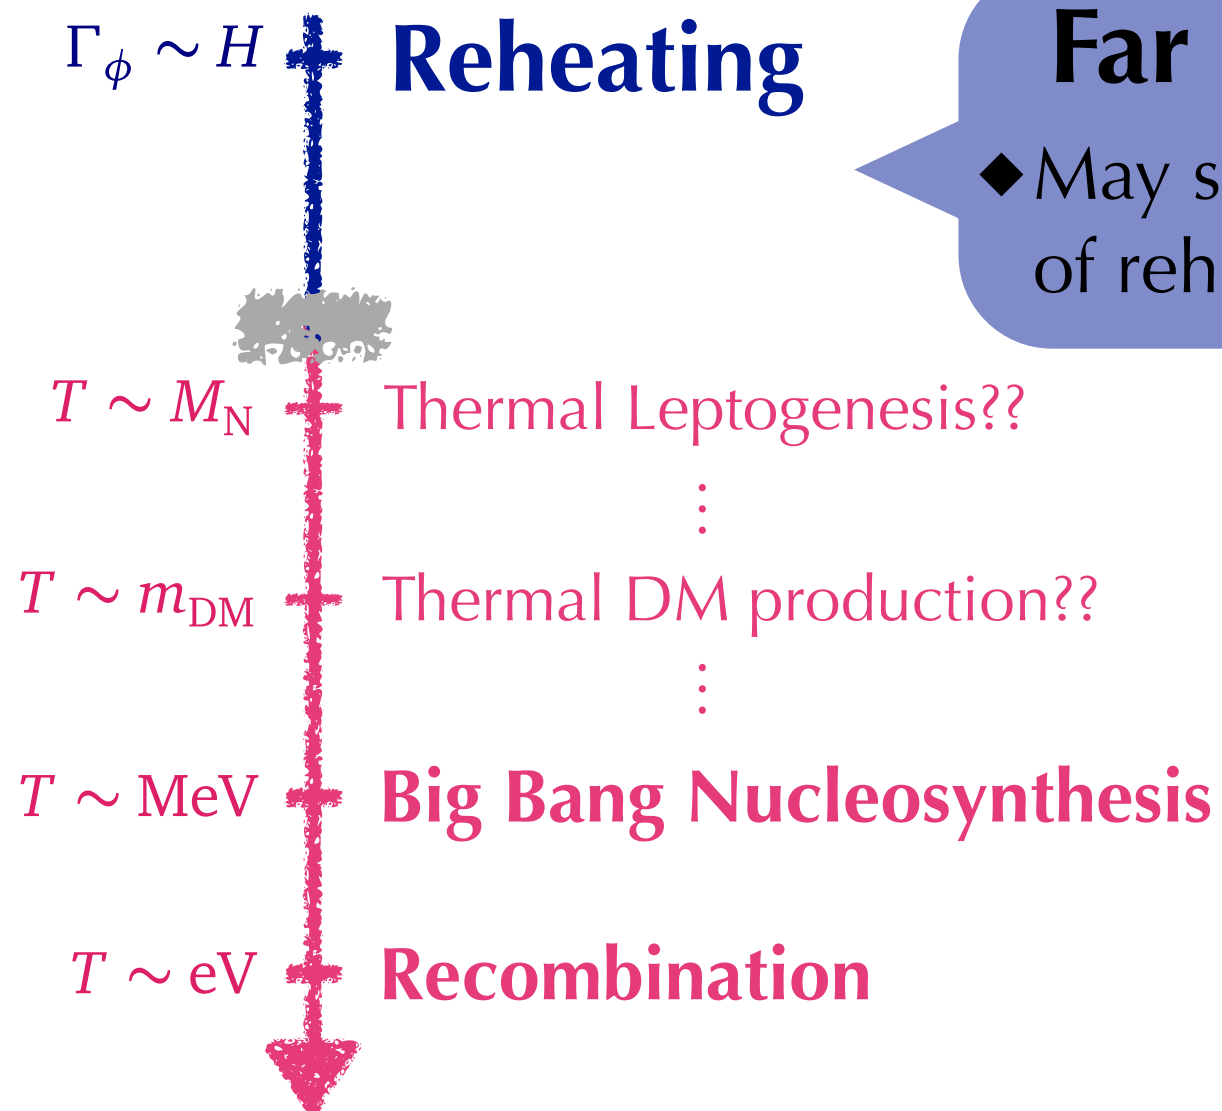 Γ_ϕ ∼ H Reheating
Far
◆May s
of reh
T ∼ M_N Thermal Leptogenesis??
⋮
T ∼ m_DM Thermal DM production??
⋮
T ∼ MeV Big Bang Nucleosynthesis
T ∼ eV Recombination